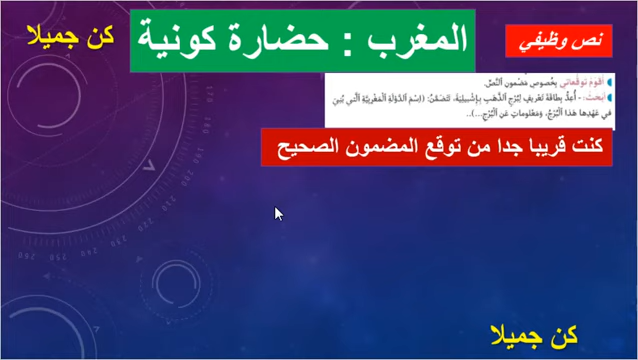 نص وظيفي
المغرب : حضارة كونية
كن جميلا
أقوم توقعاتي بخصوص مضمون النص.
أبحث: - أعد بطاقة تعريف لبرج الذهب بإشبيلية، تتضمن: ((اسم الدولة المغربية التي بني
في عهدها هذا البرج، ومعلومات عن البرج...)..
كنت قريبا جدا من توقع المضمون الصحيح
كن جميلا